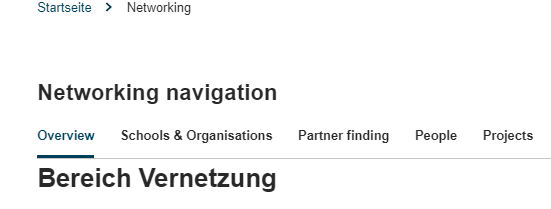 Startseite > Networking
Networking navigation
Overview Schools & Organisations Partner finding People Projects
Bereich Vernetzung